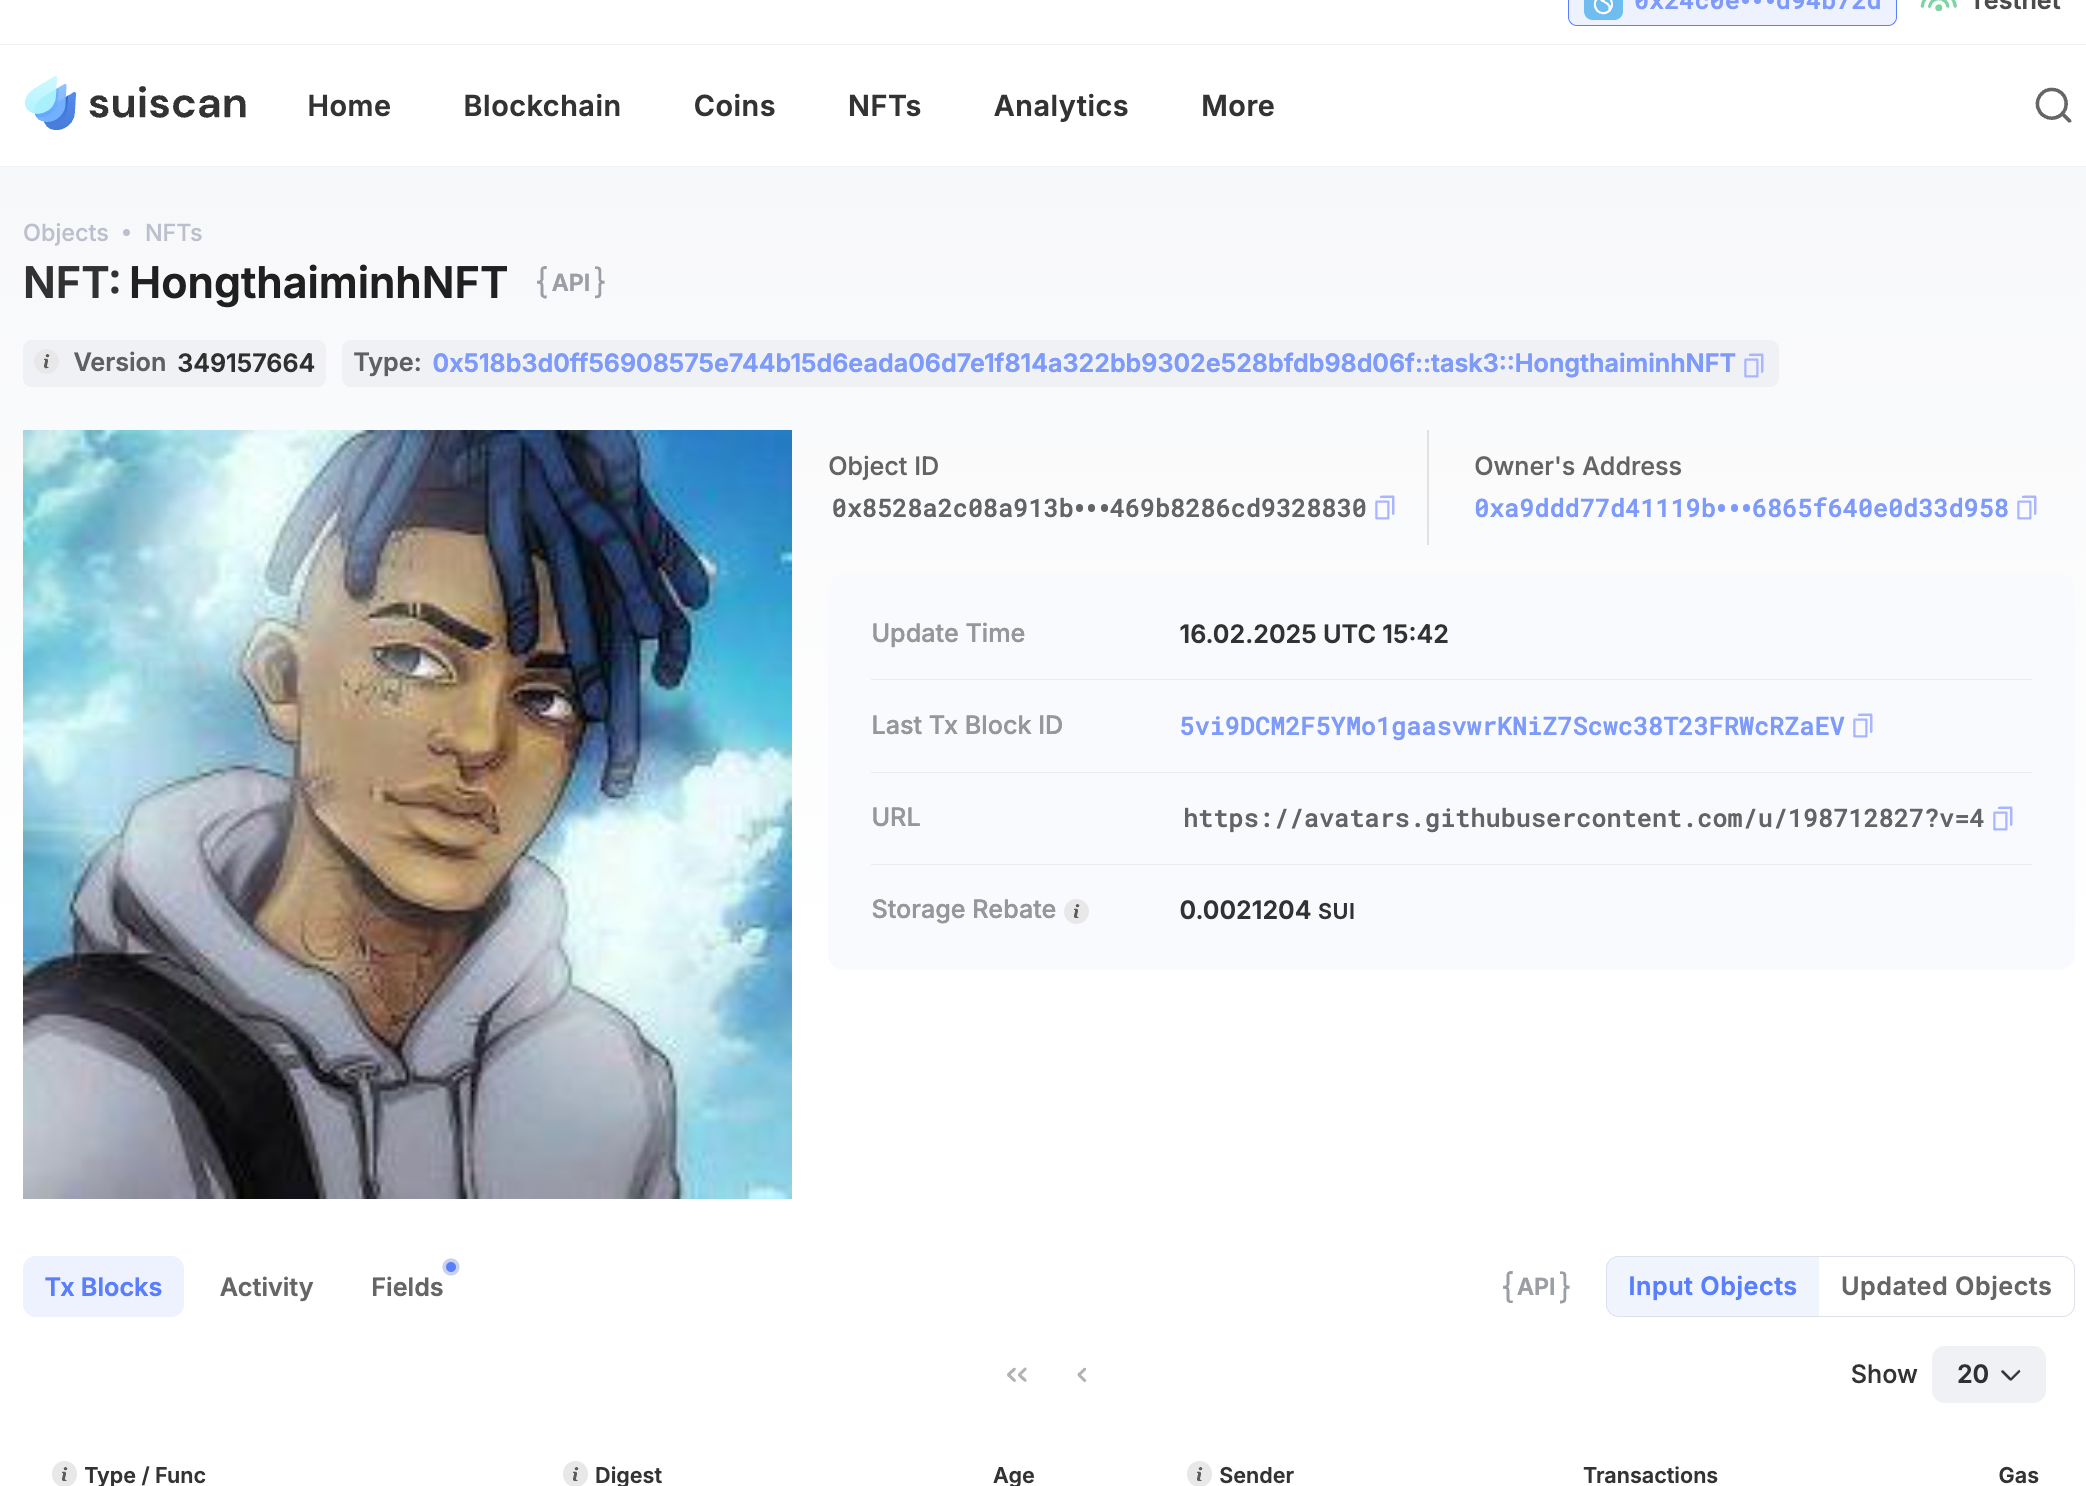 0x24c0e•••d94b72d Testnet
suiscan Home Blockchain Coins NFTs Analytics More
Objects • NFTs
NFT: HongthaiminhNFT {API}
i Version 349157664 Type: 0x518b3d0ff56908575e744b15d6eada06d7e1f814a322bb9302e528bfdb98d06f::task3::HongthaiminhNFT
Object ID Owner's Address
0x8528a2c08a913b•••469b8286cd9328830 0xa9ddd77d41119b•••6865f640e0d33d958
Update Time 16.02.2025 UTC 15:42
Last Tx Block ID 5vi9DCM2F5YMo1gaasvwrKNiZ7Scwc38T23FRWcRZaEV
URL https://avatars.githubusercontent.com/u/198712827?v=4
Storage Rebate i 0.0021204 SUI
Tx Blocks Activity Fields {API} Input Objects Updated Objects
Show 20
i Type / Func i Digest Age i Sender Transactions Gas